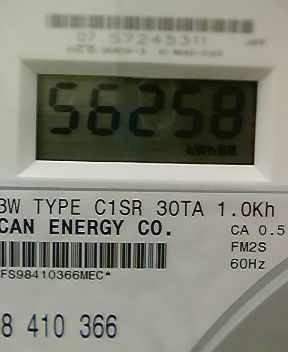 07 57245311
56258
kWh
3W TYPE C1SR 30TA 1.0Kh
CAN ENERGY CO.
CA 0.5
FM2S
60Hz
FS98410366MEC*
8 410 366